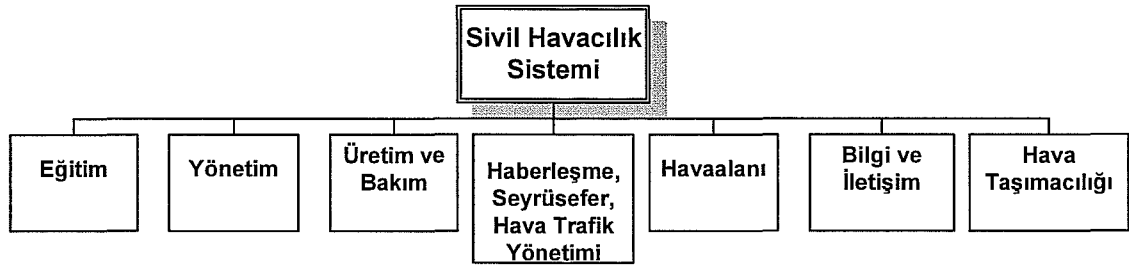 Sivil Havacılık
Sistemi
Eğitim
Yönetim
Üretim ve
Bakım
Haberleşme,
Seyrüsefer,
Hava Trafik
Yönetimi
Havaalanı
Bilgi ve
İletişim
Hava
Taşımacılığı